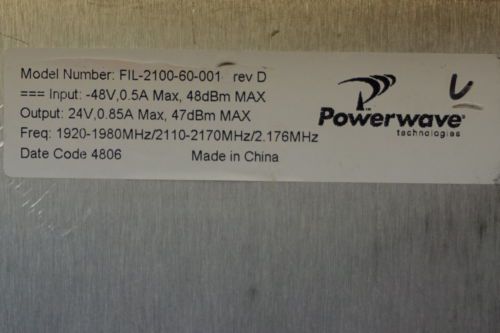 Model Number: FIL-2100-60-001 rev D
=== Input: -48V,0.5A Max, 48dBm MAX
Output: 24V,0.85A Max, 47dBm MAX
Freq: 1920-1980MHz/2110-2170MHz/2.176MHz
Date Code 4806 Made in China
Powerwave®
technologies